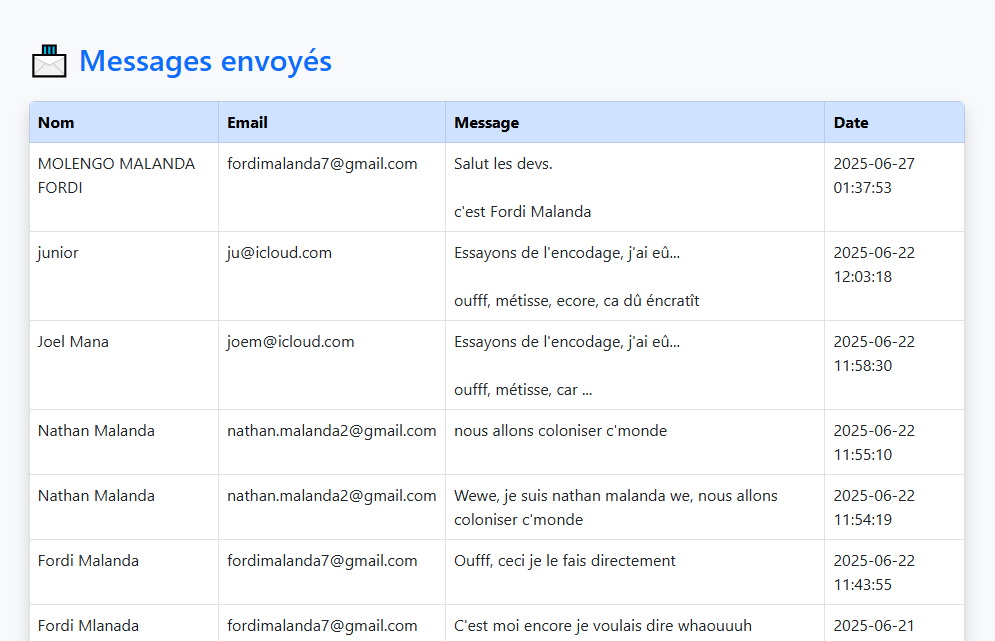 Messages envoyés
Nom Email Message Date
MOLENGO MALANDA fordimalanda7@gmail.com Salut les devs. 2025-06-27
FORDI 01:37:53
c'est Fordi Malanda
junior ju@icloud.com Essayons de l'encodage, j'ai eû... 2025-06-22
12:03:18
oufff, métisse, ecore, ca dû éncratît
Joel Mana joem@icloud.com Essayons de l'encodage, j'ai eû... 2025-06-22
11:58:30
oufff, métisse, car ...
Nathan Malanda nathan.malanda2@gmail.com nous allons coloniser c'monde 2025-06-22
11:55:10
Nathan Malanda nathan.malanda2@gmail.com Wewe, je suis nathan malanda we, nous allons 2025-06-22
coloniser c'monde 11:54:19
Fordi Malanda fordimalanda7@gmail.com Oufff, ceci je le fais directement 2025-06-22
11:43:55
Fordi Mlanada fordimalanda7@gmail.com C'est moi encore je voulais dire whaouuuh 2025-06-21